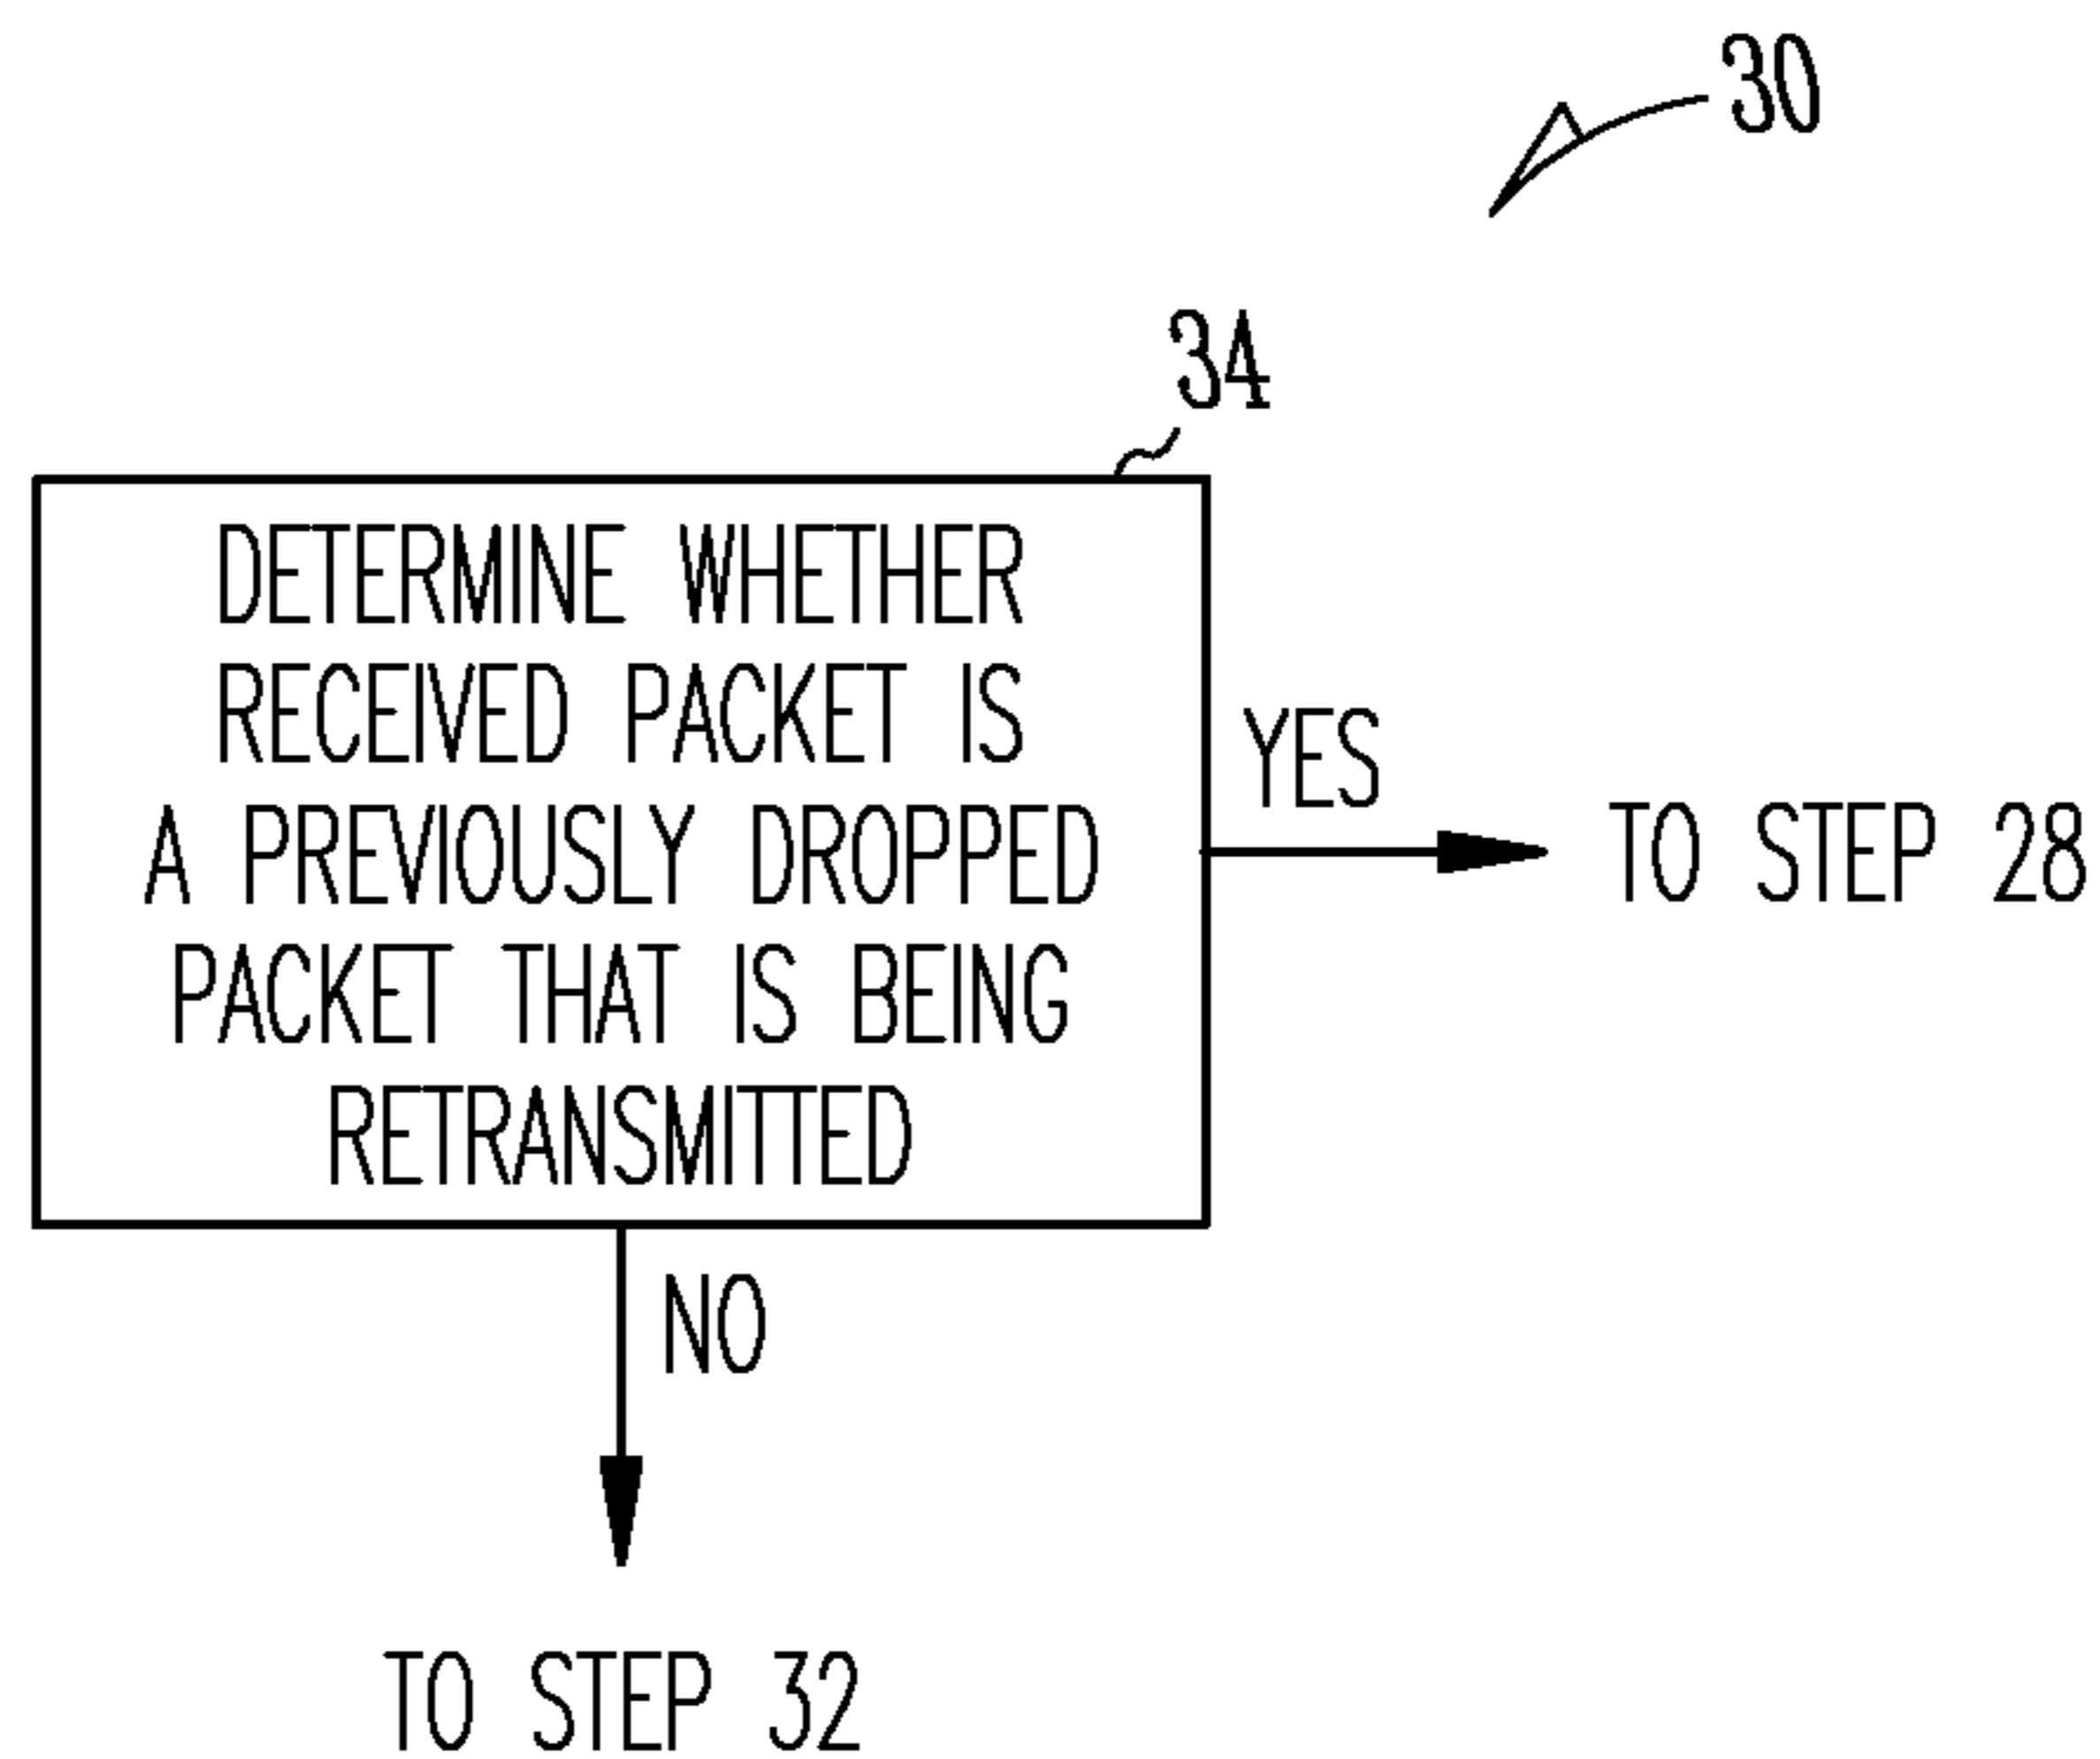 30
34
DETERMINE WHETHER
RECEIVED PACKET IS
A PREVIOUSLY DROPPED
PACKET THAT IS BEING
RETRANSMITTED
YES
TO STEP 28
NO
TO STEP 32